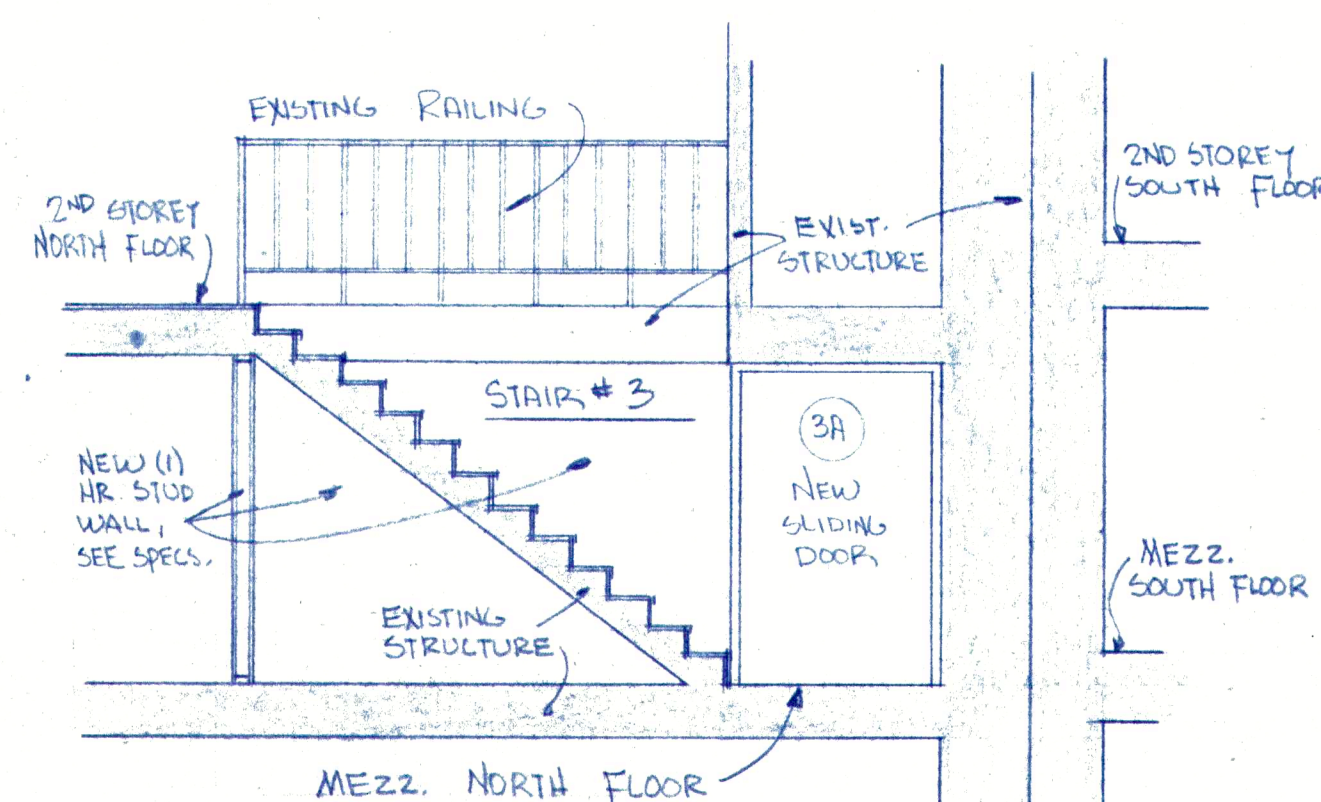 EXISTING RAILING
2ND STOREY
NORTH FLOOR
2ND STOREY
SOUTH FLOOR
EXIST.
STRUCTURE
STAIR # 3
3A
NEW
SLIDING
DOOR
NEW (1)
HR. STUD
WALL,
SEE SPECS.
EXISTING
STRUCTURE
MEZZ.
SOUTH FLOOR
MEZZ. NORTH FLOOR